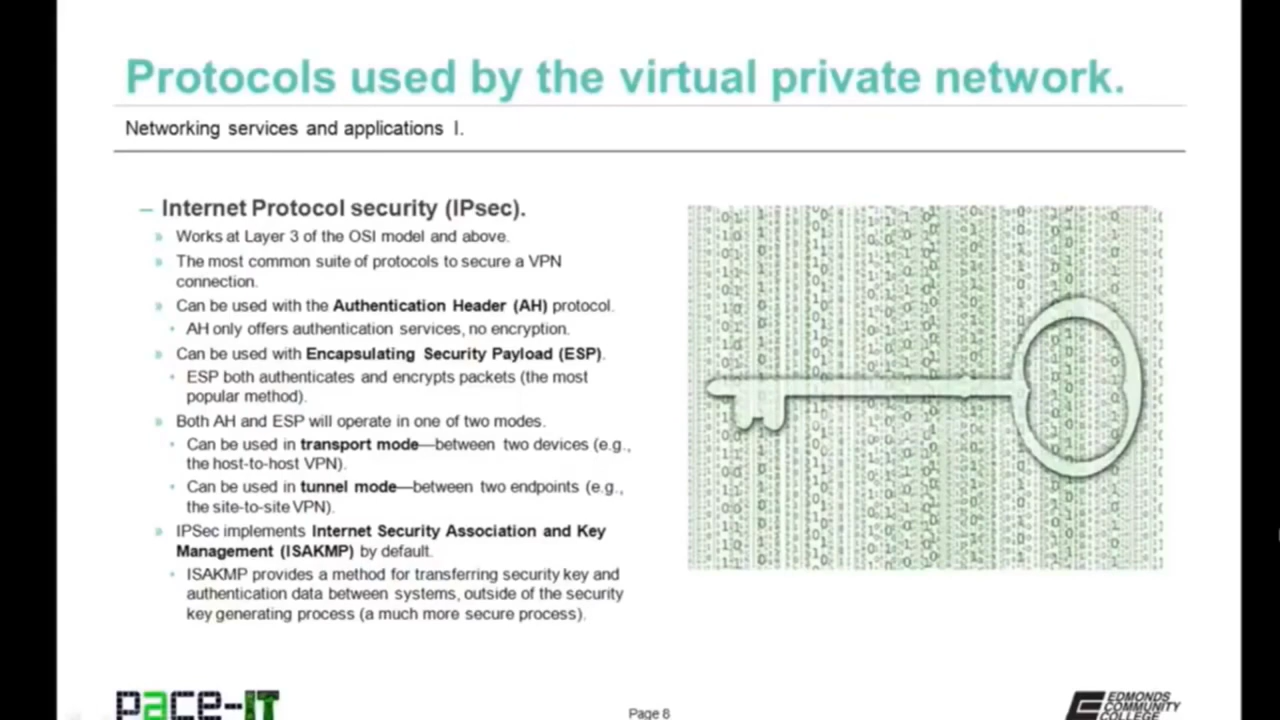 Protocols used by the virtual private network.
Networking services and applications I.
– Internet Protocol security (IPsec).
» Works at Layer 3 of the OSI model and above.
» The most common suite of protocols to secure a VPN
connection.
» Can be used with the Authentication Header (AH) protocol.
• AH only offers authentication services, no encryption.
» Can be used with Encapsulating Security Payload (ESP).
• ESP both authenticates and encrypts packets (the most
popular method).
» Both AH and ESP will operate in one of two modes.
• Can be used in transport mode—between two devices (e.g.,
the host-to-host VPN).
• Can be used in tunnel mode—between two endpoints (e.g.,
the site-to-site VPN).
» IPSec implements Internet Security Association and Key
Management (ISAKMP) by default.
• ISAKMP provides a method for transferring security key and
authentication data between systems, outside of the security
key generating process (a much more secure process).
pace-IT
Page 8
EDMONDS
COMMUNITY
COLLEGE